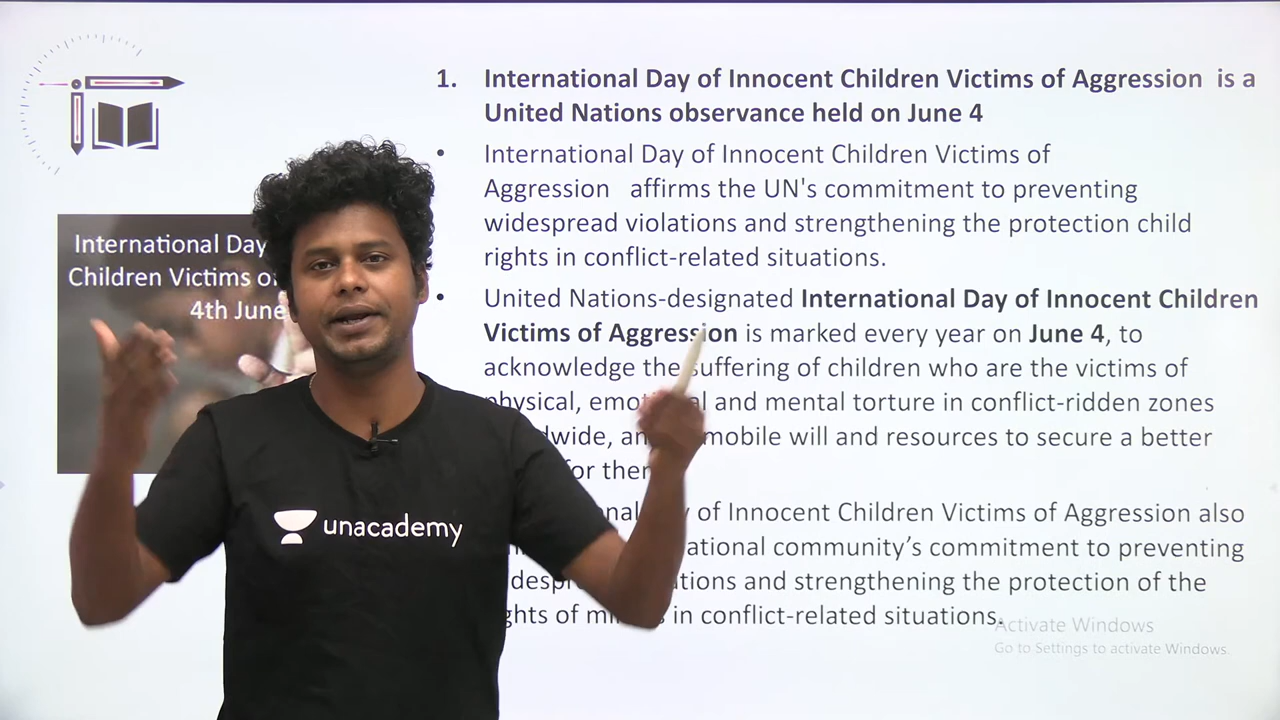 1. International Day of Innocent Children Victims of Aggression is a
United Nations observance held on June 4
• International Day of Innocent Children Victims of
Aggression affirms the UN's commitment to preventing
widespread violations and strengthening the protection child
rights in conflict-related situations.
International Day
Children Victims of
4th June
• United Nations-designated International Day of Innocent Children
Victims of Aggression is marked every year on June 4, to
acknowledge the suffering of children who are the victims of
physical, and mental torture in conflict-ridden zones
mobile will and resources to secure a better
for
of Innocent Children Victims of Aggression also
community’s commitment to preventing
and strengthening the protection of the
of in conflict-related situations.
unacademy
Activate Windows
Go to Settings to activate Windows.